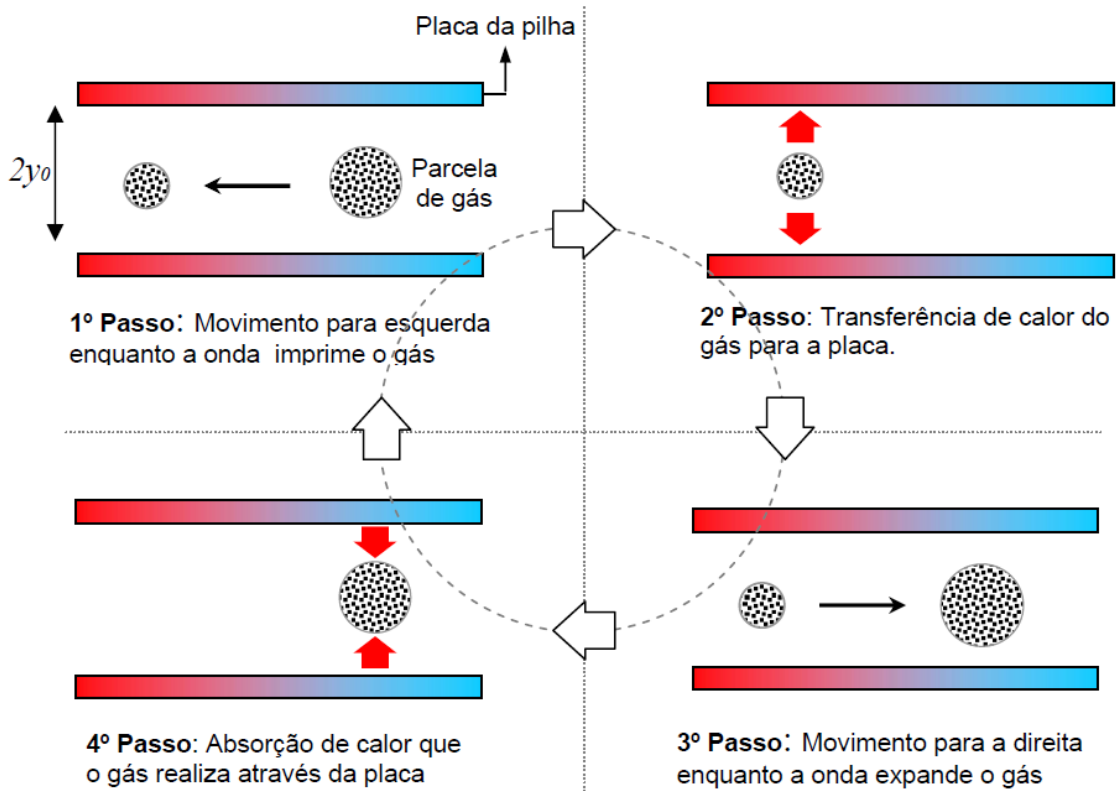 Placa da pilha
2y₀
Parcela
de gás
1º Passo: Movimento para esquerda
enquanto a onda imprime o gás
2º Passo: Transferência de calor do
gás para a placa.
4º Passo: Absorção de calor que
o gás realiza através da placa
3º Passo: Movimento para a direita
enquanto a onda expande o gás